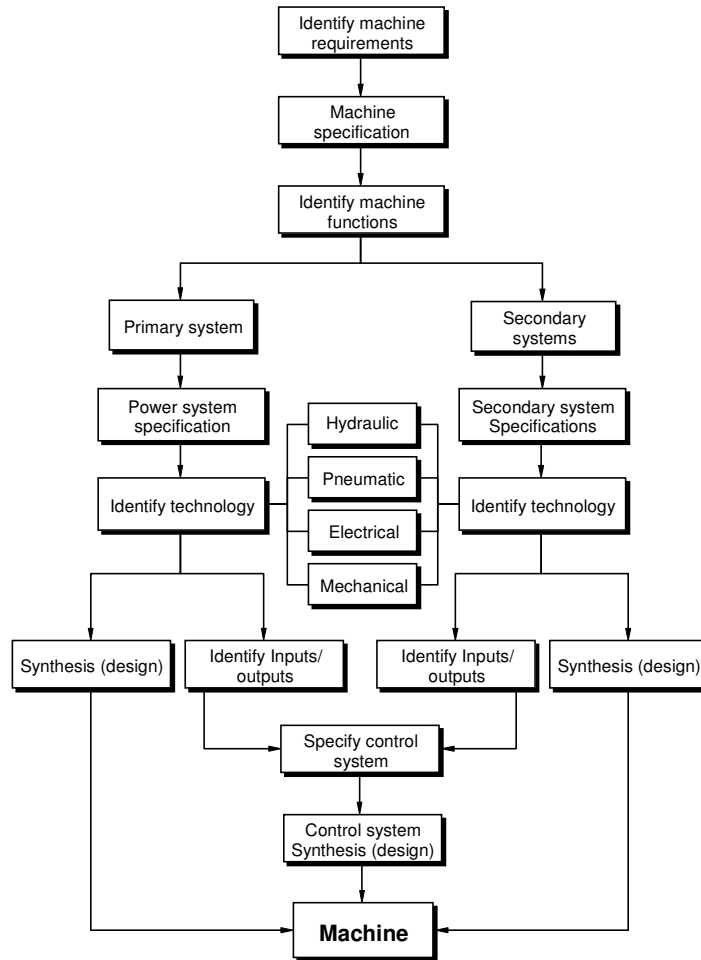 Identify machine
requirements
Machine
specification
Identify machine
functions
Primary system
Secondary
systems
Power system
specification
Secondary system
Specifications
Hydraulic
Pneumatic
Electrical
Mechanical
Identify technology
Identify technology
Synthesis (design)
Identify Inputs/
outputs
Identify Inputs/
outputs
Synthesis (design)
Specify control
system
Control system
Synthesis (design)
Machine